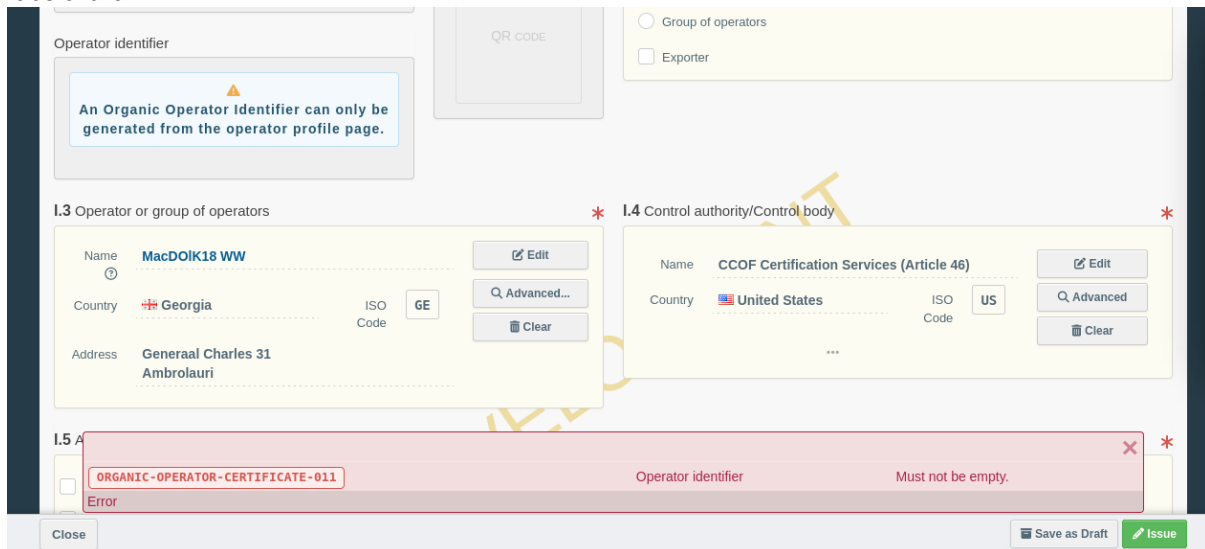 Operator identifier
QR CODE
Group of operators
Exporter
An Organic Operator Identifier can only be
generated from the operator profile page.
I.3 Operator or group of operators
Name MacDOlK18 WW
Edit
Country Georgia ISO Code GE
Advanced...
Clear
Address Generaal Charles 31
Ambrolauri
I.4 Control authority/Control body
Name CCOF Certification Services (Article 46)
Edit
Country United States ISO Code US
Advanced
Clear
I.5 A
ORGANIC-OPERATOR-CERTIFICATE-011 Operator identifier Must not be empty.
Error
Close
Save as Draft
Issue